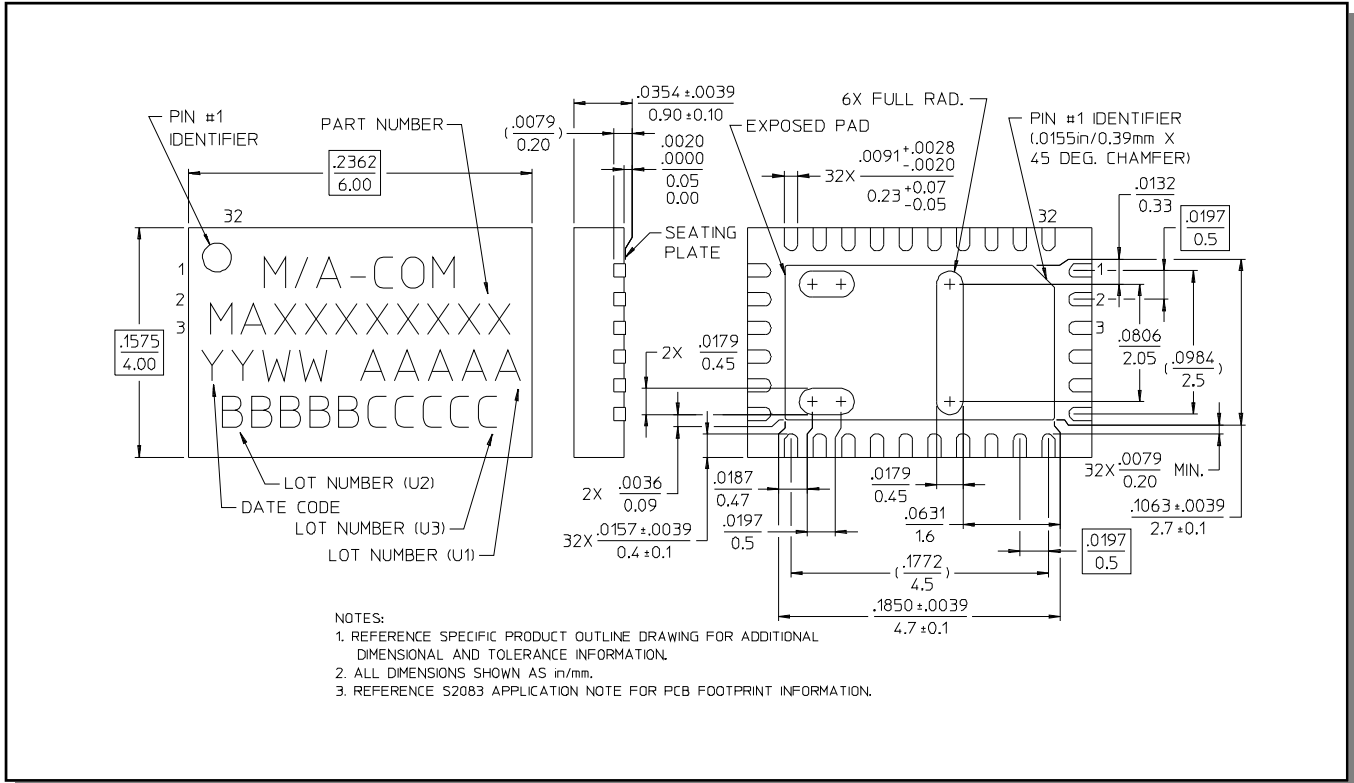 PIN #1
IDENTIFIER
PART NUMBER
.2362
6.00
32
1
2
3
.1575
4.00
M/A-COM
MAXXXXXXXXX
YYWW AAAAA
BBBBBCCCCC
LOT NUMBER (U2)
DATE CODE
LOT NUMBER (U3)
LOT NUMBER (U1)
.0354 ±.0039
0.90 ±0.10
(.0079
0.20)
.0020
.0000
0.05
0.00
SEATING
PLATE
EXPOSED PAD
6X FULL RAD.
32X .0091 +.0028
-.0020
0.23 +0.07
-0.05
PIN #1 IDENTIFIER
(.0155in/0.39mm X
45 DEG. CHAMFER)
32
.0132
0.33
.0197
0.5
1
2
3
.0806
2.05
(.0984
2.5)
2X .0179
0.45
2X .0036
0.09
.0187
0.47
32X .0157 ±.0039
0.4 ±0.1
.0197
0.5
.0179
0.45
.0631
1.6
32X .0079 MIN.
0.20
.1063 ±.0039
2.7 ±0.1
.0197
0.5
(.1772
4.5)
.1850 ±.0039
4.7 ±0.1
NOTES:
1. REFERENCE SPECIFIC PRODUCT OUTLINE DRAWING FOR ADDITIONAL
DIMENSIONAL AND TOLERANCE INFORMATION.
2. ALL DIMENSIONS SHOWN AS in/mm.
3. REFERENCE S2083 APPLICATION NOTE FOR PCB FOOTPRINT INFORMATION.